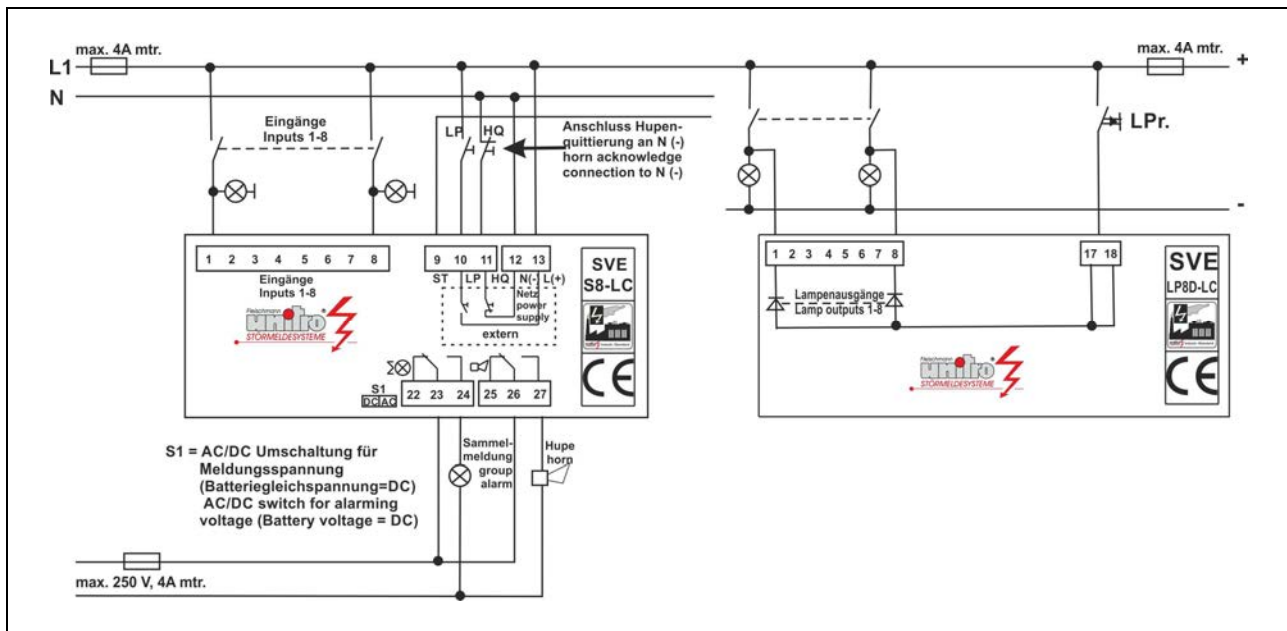 max. 4A mtr.
L1
N
Eingänge
Inputs 1-8
LP
HQ
Anschluss Hupen-
quittierung an N (-)
horn acknowledge
connection to N (-)
1 2 3 4 5 6 7 8
Eingänge
Inputs 1-8
Fleischmann
unitro®
STÖRMELDESYSTEME
9 10 11 12 13
ST LP HQ N(-) L(+)
Netz
power
supply
extern
SVE
S8-LC
CE
S1
DC AC
22 23 24 25 26 27
S1 = AC/DC Umschaltung für
Meldungsspannung
(Batteriegleichspannung=DC)
AC/DC switch for alarming
voltage (Battery voltage = DC)
Sammel-
meldung
group
alarm
Hupe
horn
max. 250 V, 4A mtr.
max. 4A mtr.
+
LPr.
-
1 2 3 4 5 6 7 8
17 18
Lampenausgänge
Lamp outputs 1-8
Fleischmann
unitro®
STÖRMELDESYSTEME
SVE
LP8D-LC
CE